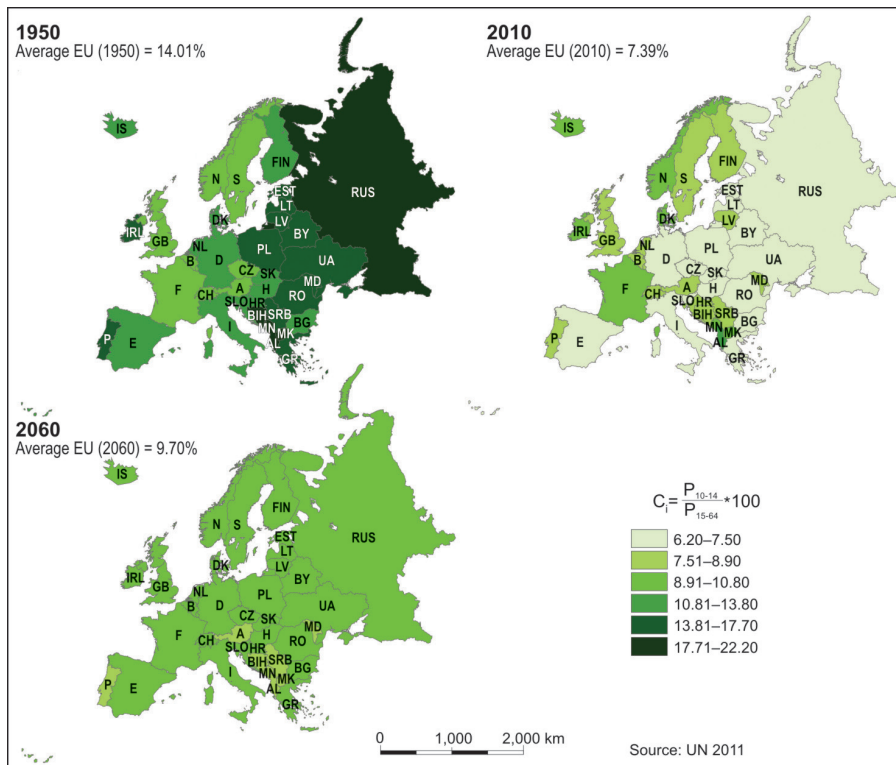 1950
Average EU (1950) = 14.01%
IS
FIN
N
S
RUS
EST
LT
LV
DK
IRL
GB
BY
NL
PL
B
D
UA
CZ
SK
MD
F
CH
A
H
RO
SLO
HR
BIH
SRB
BG
MN
MK
I
AL
P
E
GR
2010
Average EU (2010) = 7.39%
IS
FIN
N
S
RUS
EST
LT
LV
DK
IRL
GB
BY
NL
PL
B
D
UA
CZ
SK
MD
F
CH
A
H
RO
SLO
HR
BIH
SRB
BG
MN
MK
I
AL
P
E
GR
2060
Average EU (2060) = 9.70%
IS
FIN
N
S
RUS
EST
LT
LV
DK
IRL
GB
BY
NL
PL
B
D
UA
CZ
SK
MD
F
CH
A
H
RO
SLO
HR
BIH
SRB
BG
MN
MK
I
AL
P
E
GR
C_i = P_10-14 / P_15-64 *100
6.20–7.50
7.51–8.90
8.91–10.80
10.81–13.80
13.81–17.70
17.71–22.20
0 1,000 2,000 km
Source: UN 2011